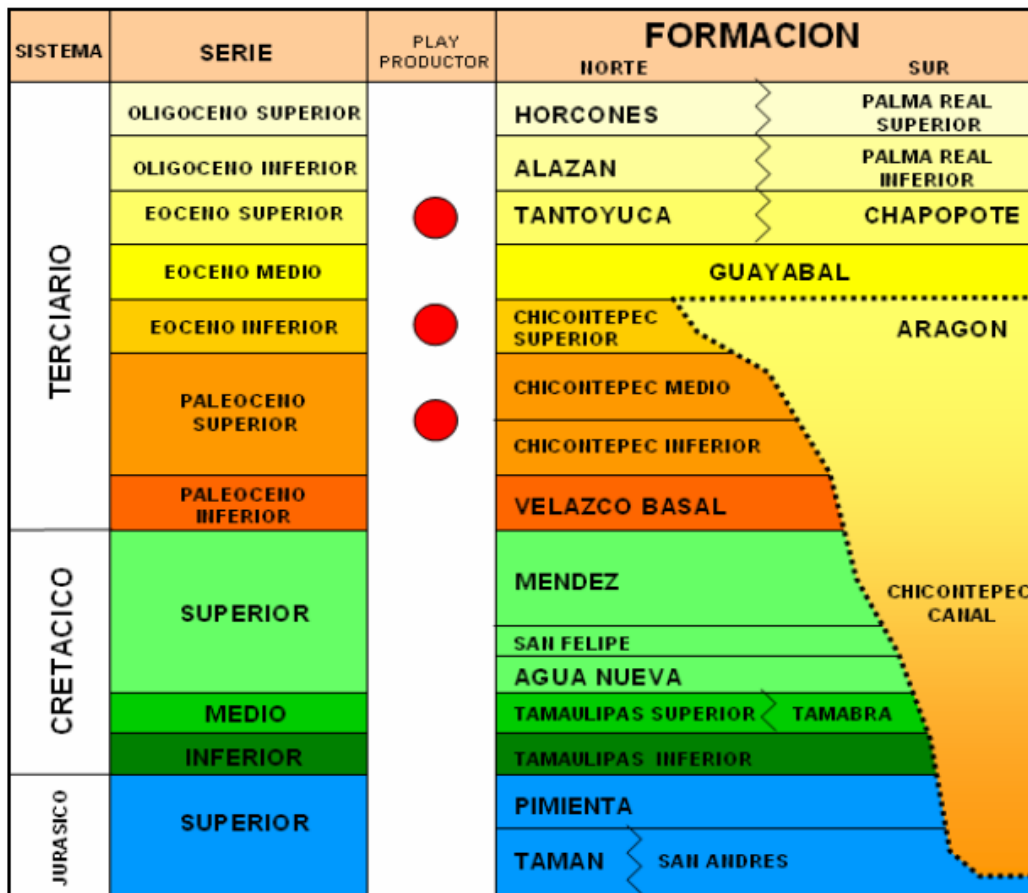 SISTEMA
SERIE
PLAY
PRODUCTOR
FORMACION
NORTE
SUR
TERCIARIO
OLIGOCENO SUPERIOR
HORCONES
PALMA REAL
SUPERIOR
OLIGOCENO INFERIOR
ALAZAN
PALMA REAL
INFERIOR
EOCENO SUPERIOR
TANTOYUCA
CHAPOPOTE
EOCENO MEDIO
GUAYABAL
EOCENO INFERIOR
CHICONTEPEC
SUPERIOR
ARAGON
PALEOCENO
SUPERIOR
CHICONTEPEC MEDIO
CHICONTEPEC INFERIOR
PALEOCENO
INFERIOR
VELAZCO BASAL
CRETACICO
SUPERIOR
MENDEZ
CHICONTEPEC
CANAL
SAN FELIPE
AGUA NUEVA
MEDIO
TAMAULIPAS SUPERIOR
TAMABRA
INFERIOR
TAMAULIPAS INFERIOR
JURASICO
SUPERIOR
PIMIENTA
TAMAN
SAN ANDRES